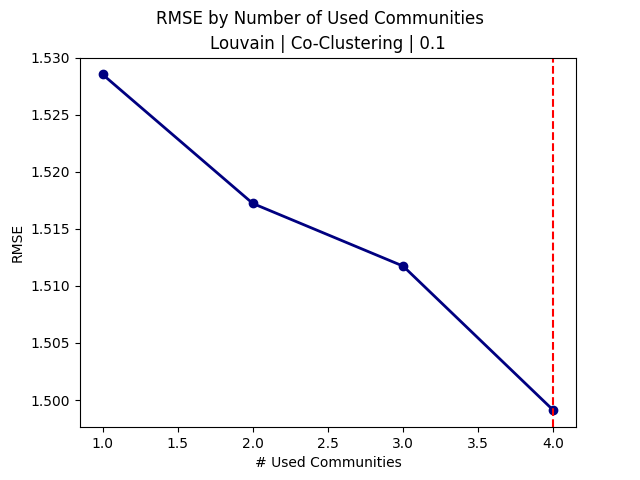 RMSE by Number of Used Communities
Louvain | Co-Clustering | 0.1
1.530
1.525
1.520
1.515
1.510
1.505
1.500
RMSE
1.0 1.5 2.0 2.5 3.0 3.5 4.0
# Used Communities